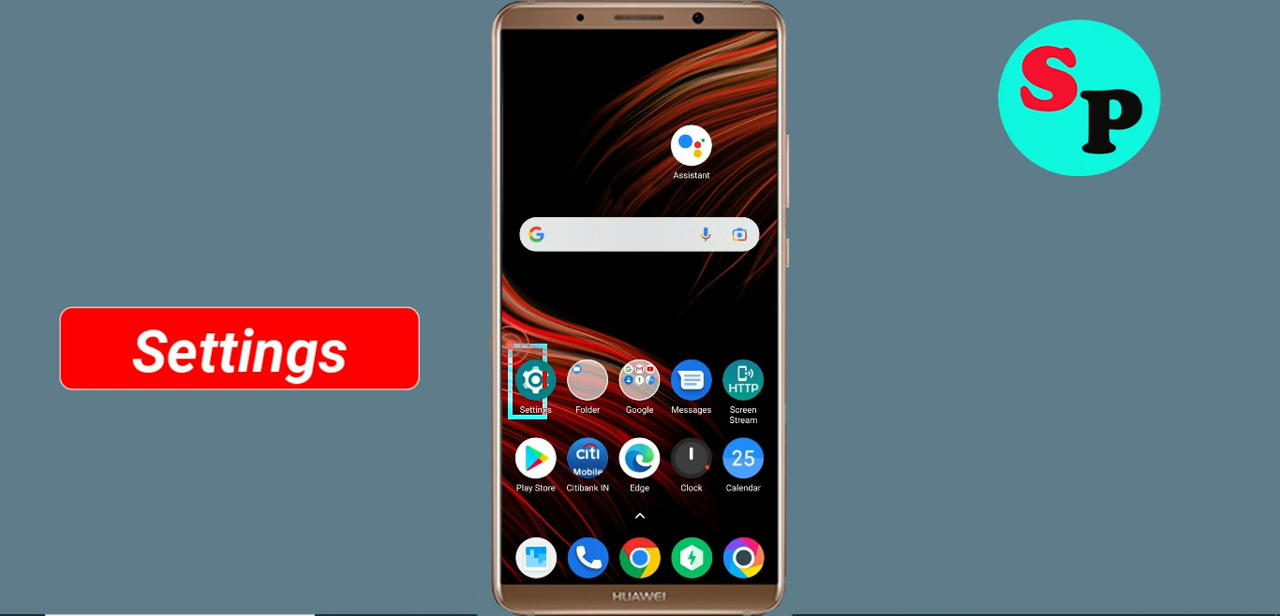 S
P
Assistant
G
Settings
HTTP
Settings
Folder
Google
Messages
Screen
Stream
citi
Mobile
25
Play Store
Citibank IN
Edge
Clock
Calendar
HUAWEI